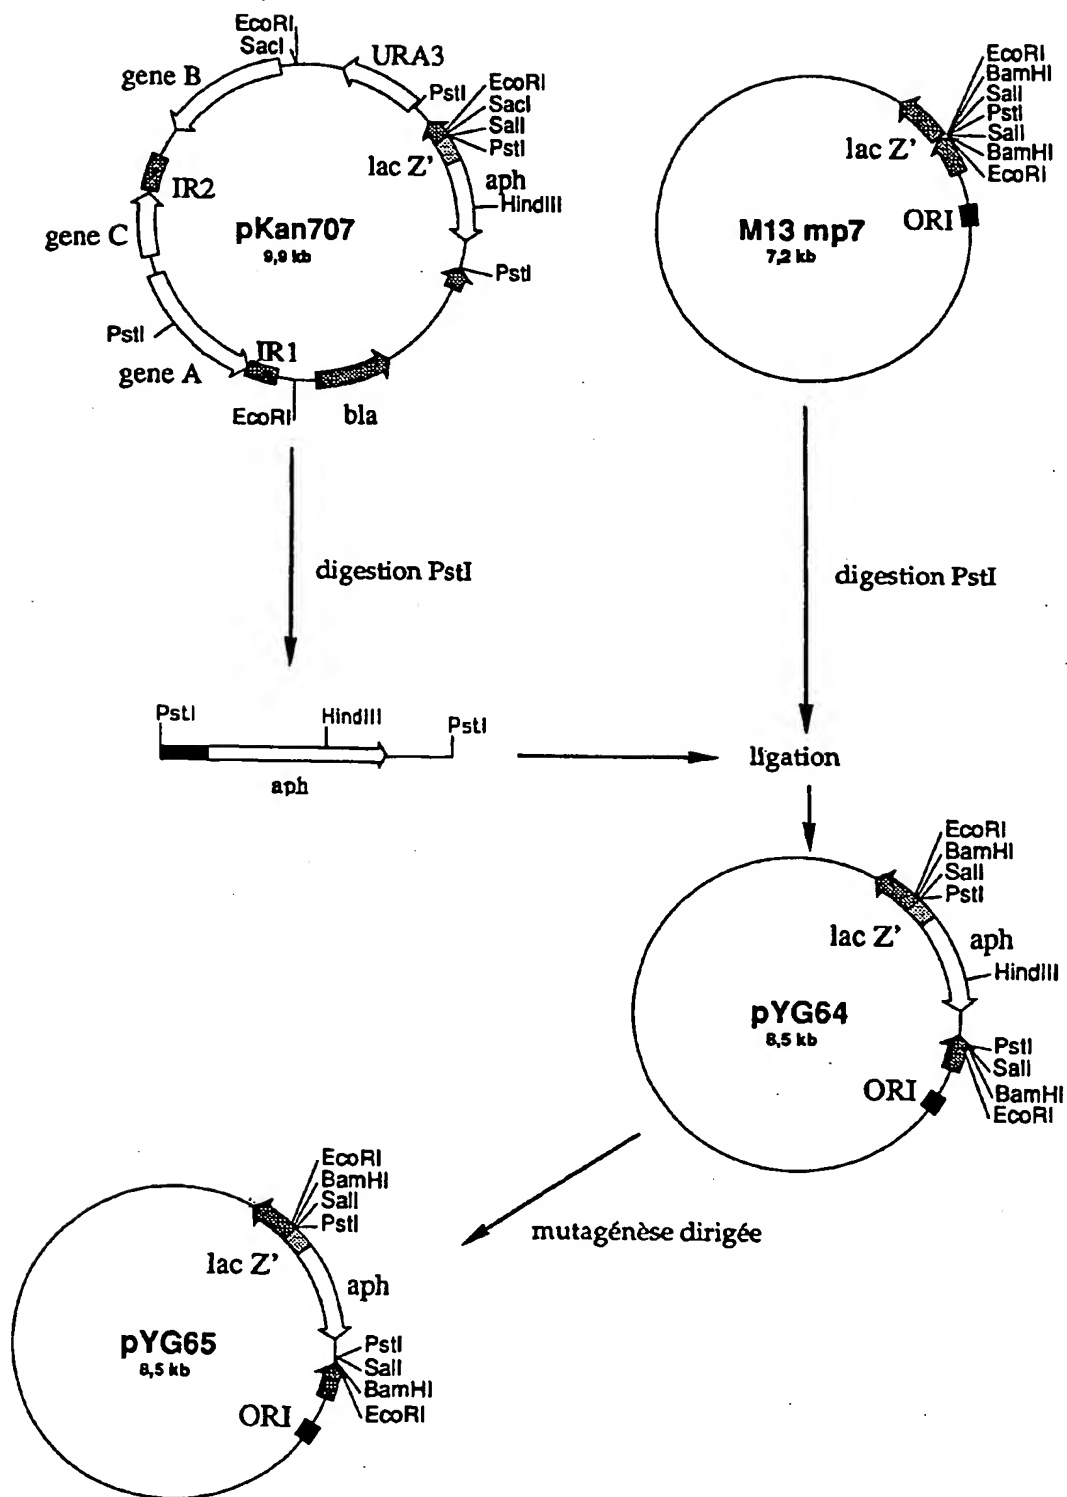 EcoRI
SacI
gene B
URA3
PstI
EcoRI
SacI
SalI
PstI
lac Z'
aph
HindIII
IR2
gene C
pKan707
9,9 kb
PstI
PstI
gene A
IR1
EcoRI
bla
EcoRI
BamHI
SalI
PstI
SalI
BamHI
EcoRI
lac Z'
ORI
M13 mp7
7,2 kb
digestion PstI
digestion PstI
PstI
HindIII
PstI
aph
ligation
EcoRI
BamHI
SalI
PstI
lac Z'
aph
HindIII
pYG64
8,5 kb
PstI
SalI
BamHI
EcoRI
ORI
mutagénèse dirigée
EcoRI
BamHI
SalI
PstI
lac Z'
aph
pYG65
8,5 kb
PstI
SalI
BamHI
EcoRI
ORI